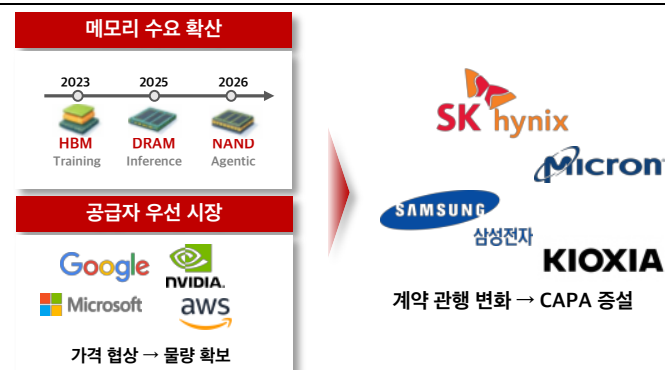 메모리 수요 확산
2023 2025 2026
HBM DRAM NAND
Training Inference Agentic
공급자 우선 시장
Google NVIDIA.
Microsoft aws
가격 협상 → 물량 확보
SK hynix
Micron
SAMSUNG
삼성전자
KIOXIA
계약 관행 변화 → CAPA 증설